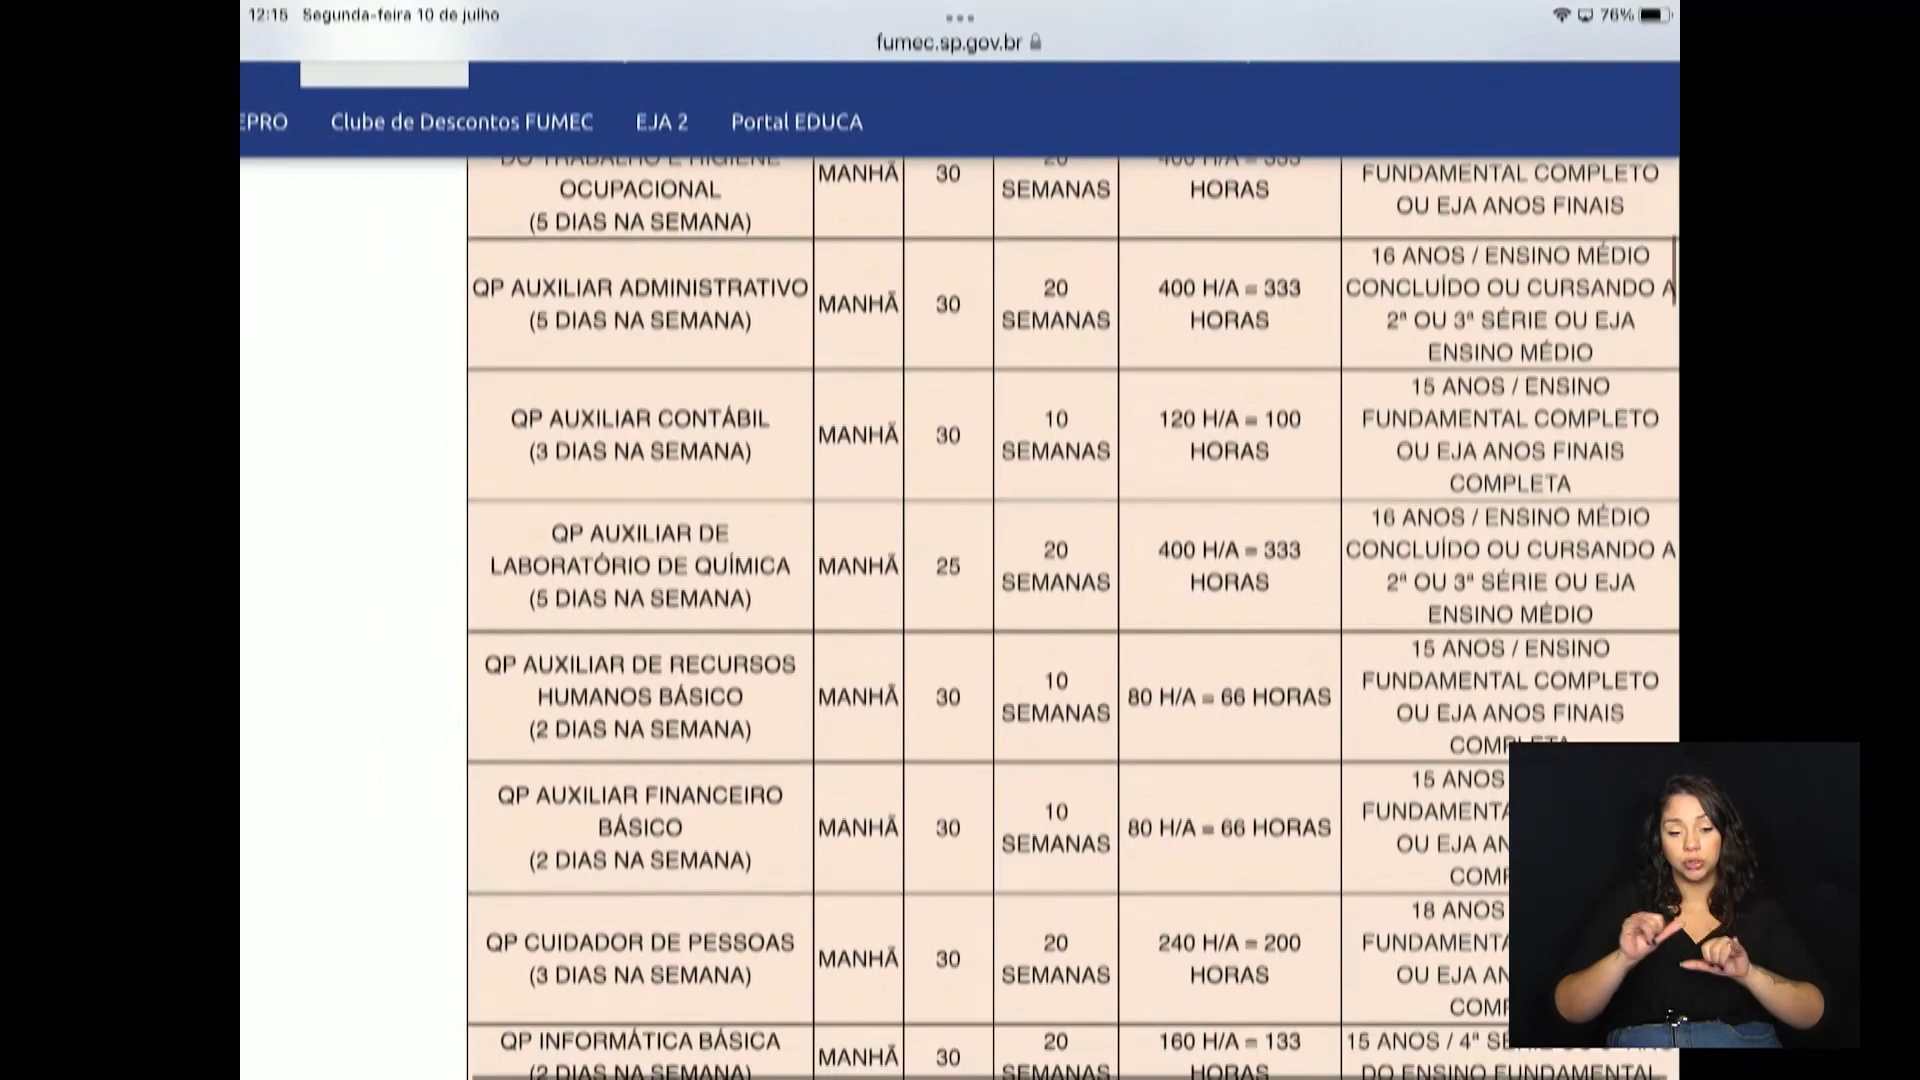 12:15 Segunda-feira 10 de julho
76%
fumec.sp.gov.br
EPRO Clube de Descontos FUMEC EJA 2 Portal EDUCA
DO TRABALHO E HIGIENE
OCUPACIONAL
(5 DIAS NA SEMANA)
MANHÃ
30
20
SEMANAS
400 H/A = 333
HORAS
FUNDAMENTAL COMPLETO
OU EJA ANOS FINAIS
QP AUXILIAR ADMINISTRATIVO
(5 DIAS NA SEMANA)
MANHÃ
30
20
SEMANAS
400 H/A = 333
HORAS
16 ANOS / ENSINO MÉDIO
CONCLUÍDO OU CURSANDO A
2ª OU 3ª SÉRIE OU EJA
ENSINO MÉDIO
QP AUXILIAR CONTÁBIL
(3 DIAS NA SEMANA)
MANHÃ
30
10
SEMANAS
120 H/A = 100
HORAS
15 ANOS / ENSINO
FUNDAMENTAL COMPLETO
OU EJA ANOS FINAIS
COMPLETA
QP AUXILIAR DE
LABORATÓRIO DE QUÍMICA
(5 DIAS NA SEMANA)
MANHÃ
25
20
SEMANAS
400 H/A = 333
HORAS
16 ANOS / ENSINO MÉDIO
CONCLUÍDO OU CURSANDO A
2ª OU 3ª SÉRIE OU EJA
ENSINO MÉDIO
QP AUXILIAR DE RECURSOS
HUMANOS BÁSICO
(2 DIAS NA SEMANA)
MANHÃ
30
10
SEMANAS
80 H/A = 66 HORAS
15 ANOS / ENSINO
FUNDAMENTAL COMPLETO
OU EJA ANOS FINAIS
COMPLETA
QP AUXILIAR FINANCEIRO
BÁSICO
(2 DIAS NA SEMANA)
MANHÃ
30
10
SEMANAS
80 H/A = 66 HORAS
15 ANOS
FUNDAMENTA
OU EJA AN
COMP
QP CUIDADOR DE PESSOAS
(3 DIAS NA SEMANA)
MANHÃ
30
20
SEMANAS
240 H/A = 200
HORAS
18 ANOS
FUNDAMENTA
OU EJA AN
COMP
QP INFORMÁTICA BÁSICA
(2 DIAS NA SEMANA)
MANHÃ
30
20
SEMANAS
160 H/A = 133
HORAS
15 ANOS / 4ª SÉ
DO ENSINO FUNDAMENTAL